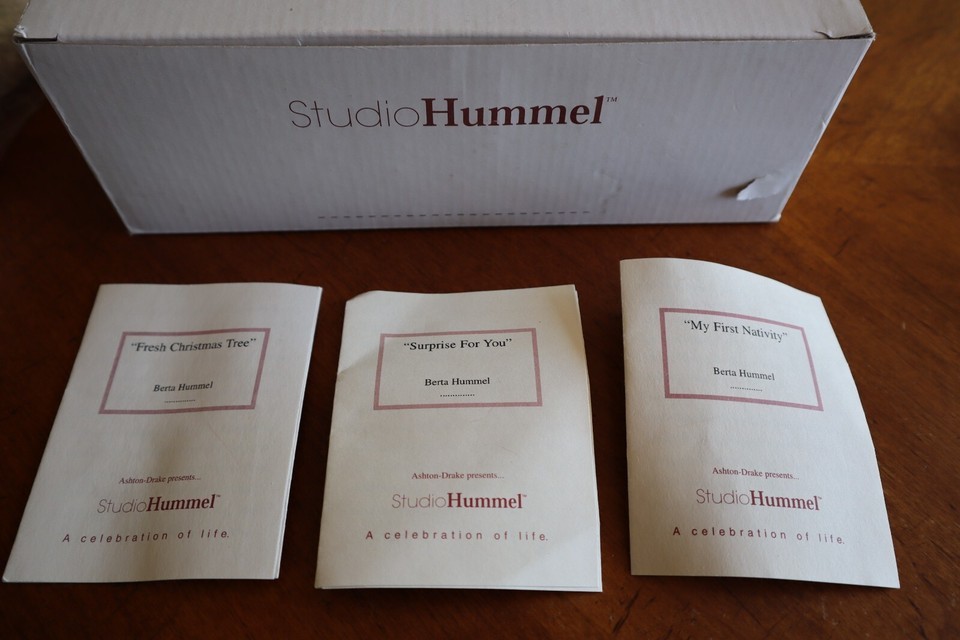 StudioHummel™
"Fresh Christmas Tree"
Berta Hummel
Ashton-Drake presents...
StudioHummel™
A celebration of life.
"Surprise For You"
Berta Hummel
Ashton-Drake presents...
StudioHummel™
A celebration of life.
"My First Nativity"
Berta Hummel
Ashton-Drake presents...
StudioHummel™
A celebration of life.